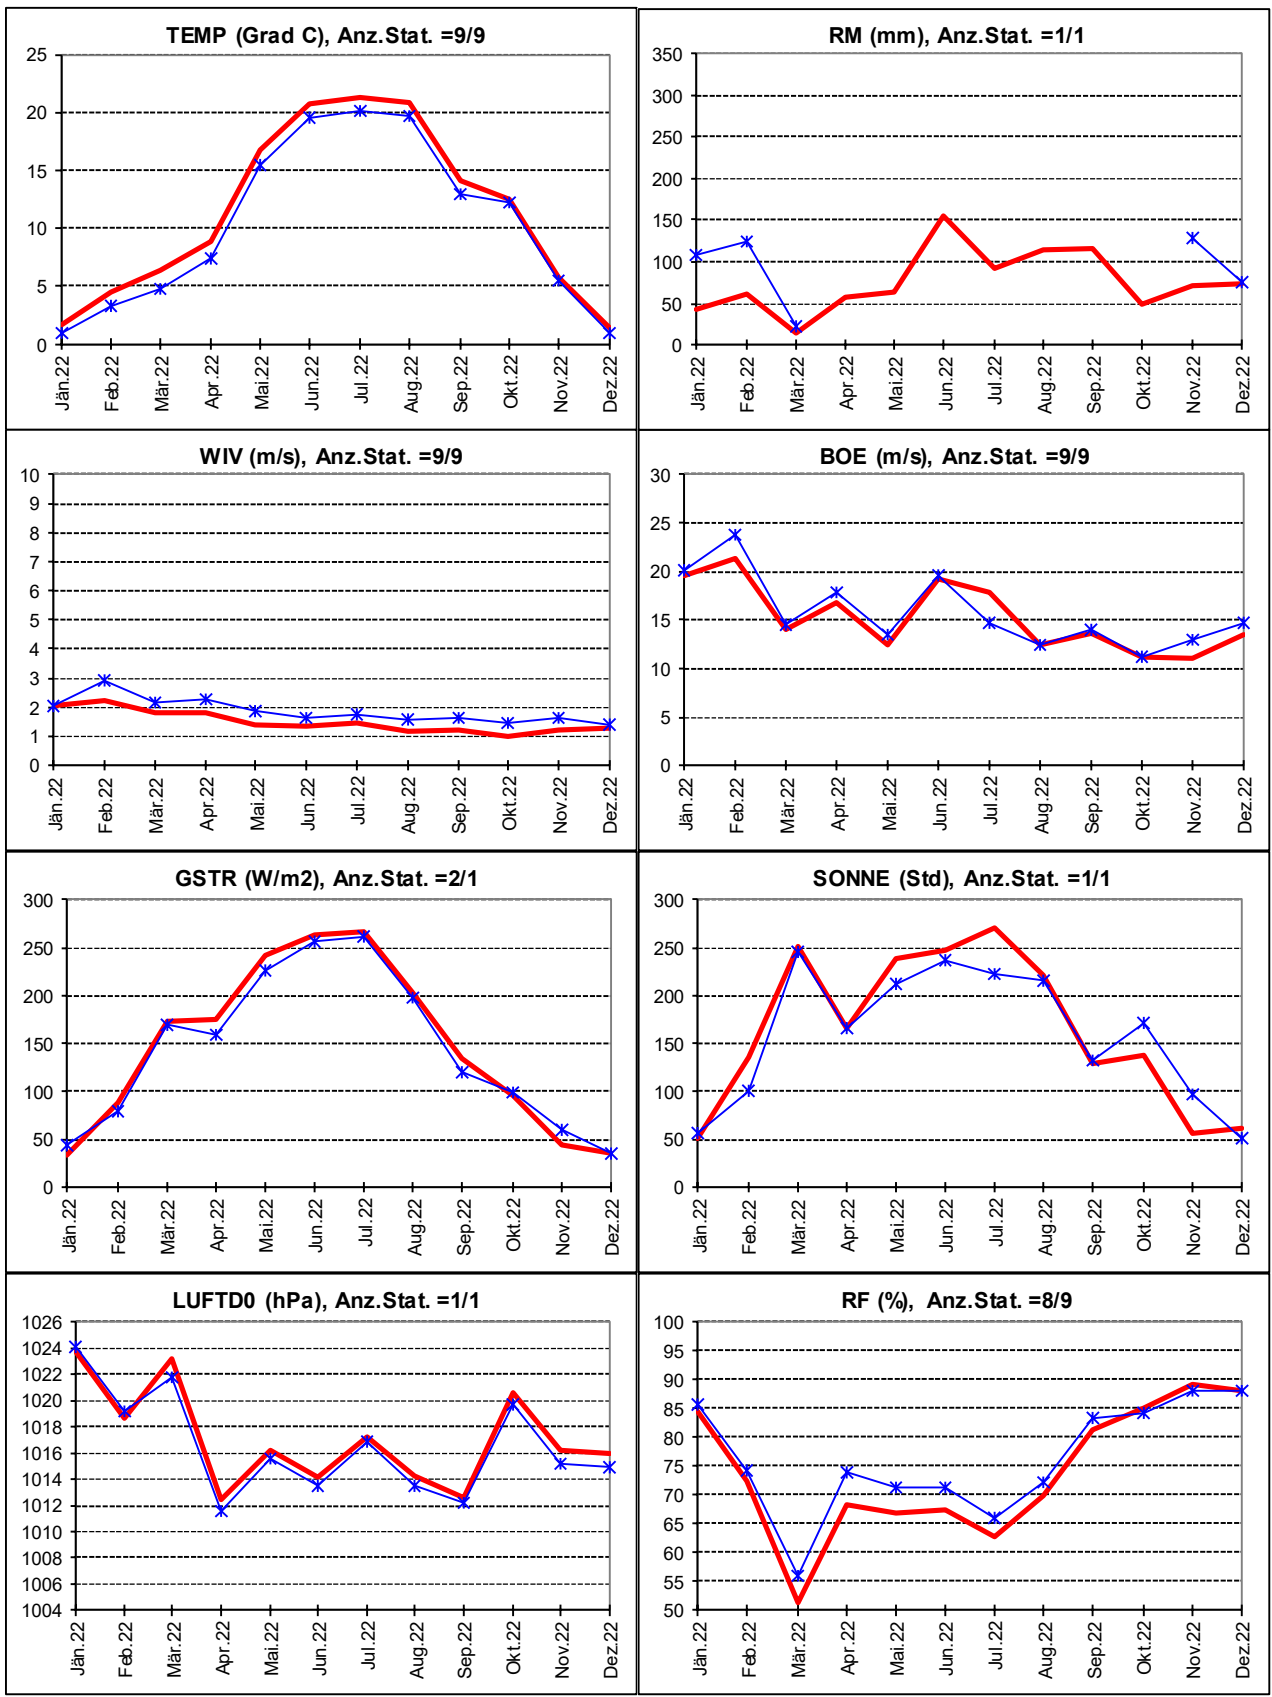 TEMP (Grad C), Anz.Stat. =9/9
25
20
15
10
5
0
Jän.22
Feb.22
Mär.22
Apr.22
Mai.22
Jun.22
Jul.22
Aug.22
Sep.22
Okt.22
Nov.22
Dez.22
RM (mm), Anz.Stat. =1/1
350
300
250
200
150
100
50
0
Jän.22
Feb.22
Mär.22
Apr.22
Mai.22
Jun.22
Jul.22
Aug.22
Sep.22
Okt.22
Nov.22
Dez.22
WIV (m/s), Anz.Stat. =9/9
10
9
8
7
6
5
4
3
2
1
0
Jän.22
Feb.22
Mär.22
Apr.22
Mai.22
Jun.22
Jul.22
Aug.22
Sep.22
Okt.22
Nov.22
Dez.22
BOE (m/s), Anz.Stat. =9/9
30
25
20
15
10
5
0
Jän.22
Feb.22
Mär.22
Apr.22
Mai.22
Jun.22
Jul.22
Aug.22
Sep.22
Okt.22
Nov.22
Dez.22
GSTR (W/m2), Anz.Stat. =2/1
300
250
200
150
100
50
0
Jän.22
Feb.22
Mär.22
Apr.22
Mai.22
Jun.22
Jul.22
Aug.22
Sep.22
Okt.22
Nov.22
Dez.22
SONNE (Std), Anz.Stat. =1/1
300
250
200
150
100
50
0
Jän.22
Feb.22
Mär.22
Apr.22
Mai.22
Jun.22
Jul.22
Aug.22
Sep.22
Okt.22
Nov.22
Dez.22
LUFTD0 (hPa), Anz.Stat. =1/1
1026
1024
1022
1020
1018
1016
1014
1012
1010
1008
1006
1004
Jän.22
Feb.22
Mär.22
Apr.22
Mai.22
Jun.22
Jul.22
Aug.22
Sep.22
Okt.22
Nov.22
Dez.22
RF (%), Anz.Stat. =8/9
100
95
90
85
80
75
70
65
60
55
50
Jän.22
Feb.22
Mär.22
Apr.22
Mai.22
Jun.22
Jul.22
Aug.22
Sep.22
Okt.22
Nov.22
Dez.22